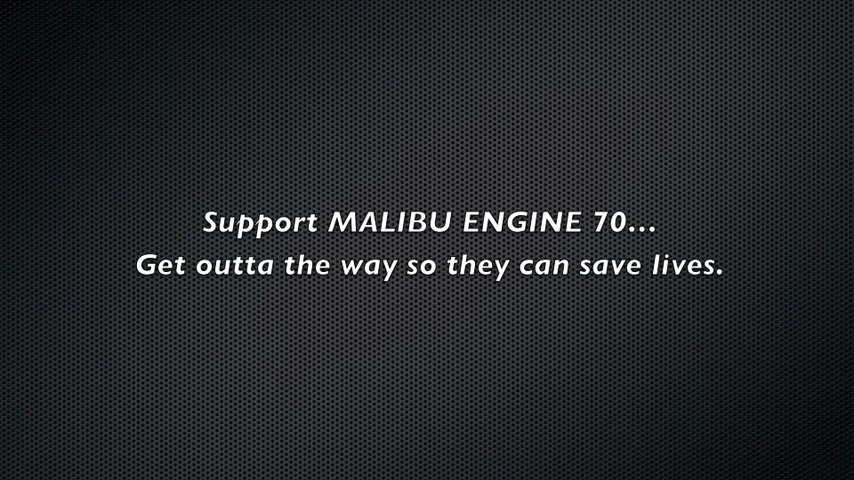 Support MALIBU ENGINE 70...
Get outta the way so they can save lives.